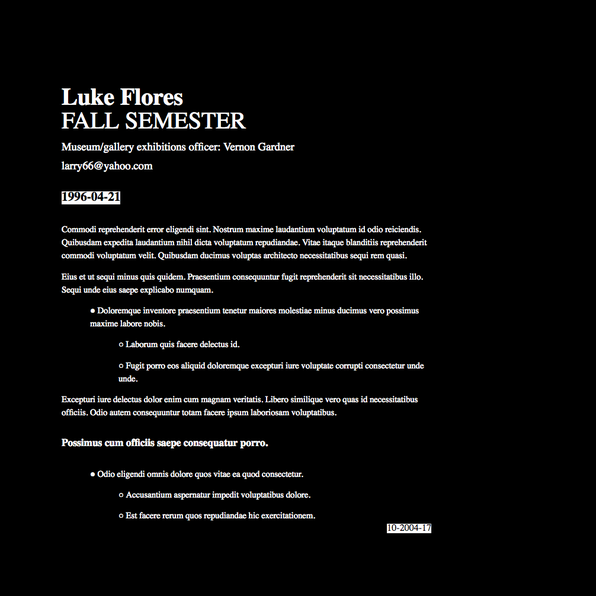 Luke Flores
FALL SEMESTER
Museum/gallery exhibitions officer: Vernon Gardner
larry66@yahoo.com
1996-04-21
Commodi reprehenderit error eligendi sint. Nostrum maxime laudantium voluptatum id odio reiciendis.
Quibusdam expedita laudantium nihil dicta voluptatum repudiandae. Vitae itaque blanditiis reprehenderit
commodi voluptatum velit. Quibusdam ducimus voluptas architecto necessitatibus sequi rem quasi.
Eius et ut sequi minus quis quidem. Praesentium consequuntur fugit reprehenderit sit necessitatibus illo.
Sequi unde eius saepe explicabo numquam.
● Doloremque inventore praesentium tenetur maiores molestiae minus ducimus vero possimus
maxime labore nobis.
○ Laborum quis facere delectus id.
○ Fugit porro eos aliquid doloremque excepturi iure voluptate corrupti consectetur unde
unde.
Excepturi iure delectus dolor enim cum magnam veritatis. Libero similique vero quas id necessitatibus
officiis. Odio autem consequuntur totam facere ipsum laboriosam voluptatibus.
Possimus cum officiis saepe consequatur porro.
● Odio eligendi omnis dolore quos vitae ea quod consectetur.
○ Accusantium aspernatur impedit voluptatibus dolore.
○ Est facere rerum quos repudiandae hic exercitationem.
10-2004-17